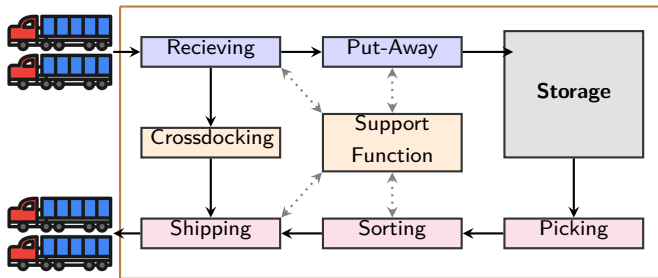 Recieving
Put-Away
Storage
Crossdocking
Support
Function
Shipping
Sorting
Picking